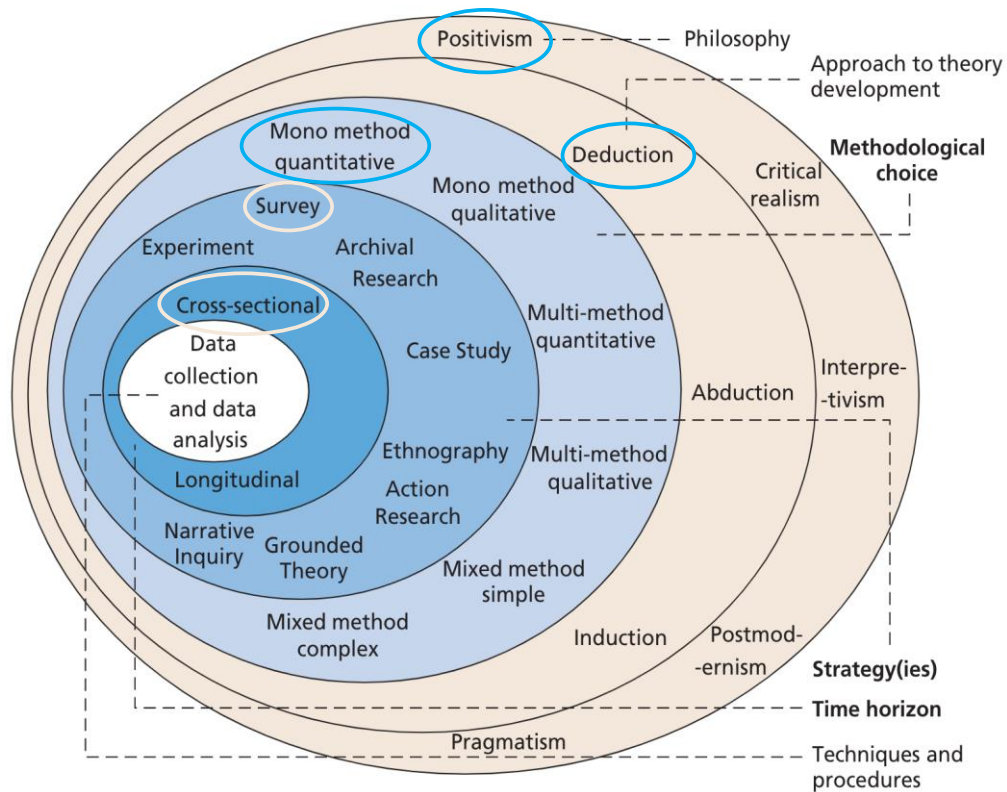 Positivism
Philosophy
Approach to theory
development
Mono method
quantitative
Deduction
Methodological
choice
Mono method
qualitative
Critical
realism
Survey
Experiment
Archival
Research
Cross-sectional
Multi-method
quantitative
Data
collection
and data
analysis
Case Study
Interpre-
-tivism
Abduction
Ethnography
Multi-method
qualitative
Longitudinal
Action
Research
Narrative
Inquiry
Grounded
Theory
Mixed method
simple
Mixed method
complex
Induction
Postmod-
-ernism
Strategy(ies)
Time horizon
Pragmatism
Techniques and
procedures